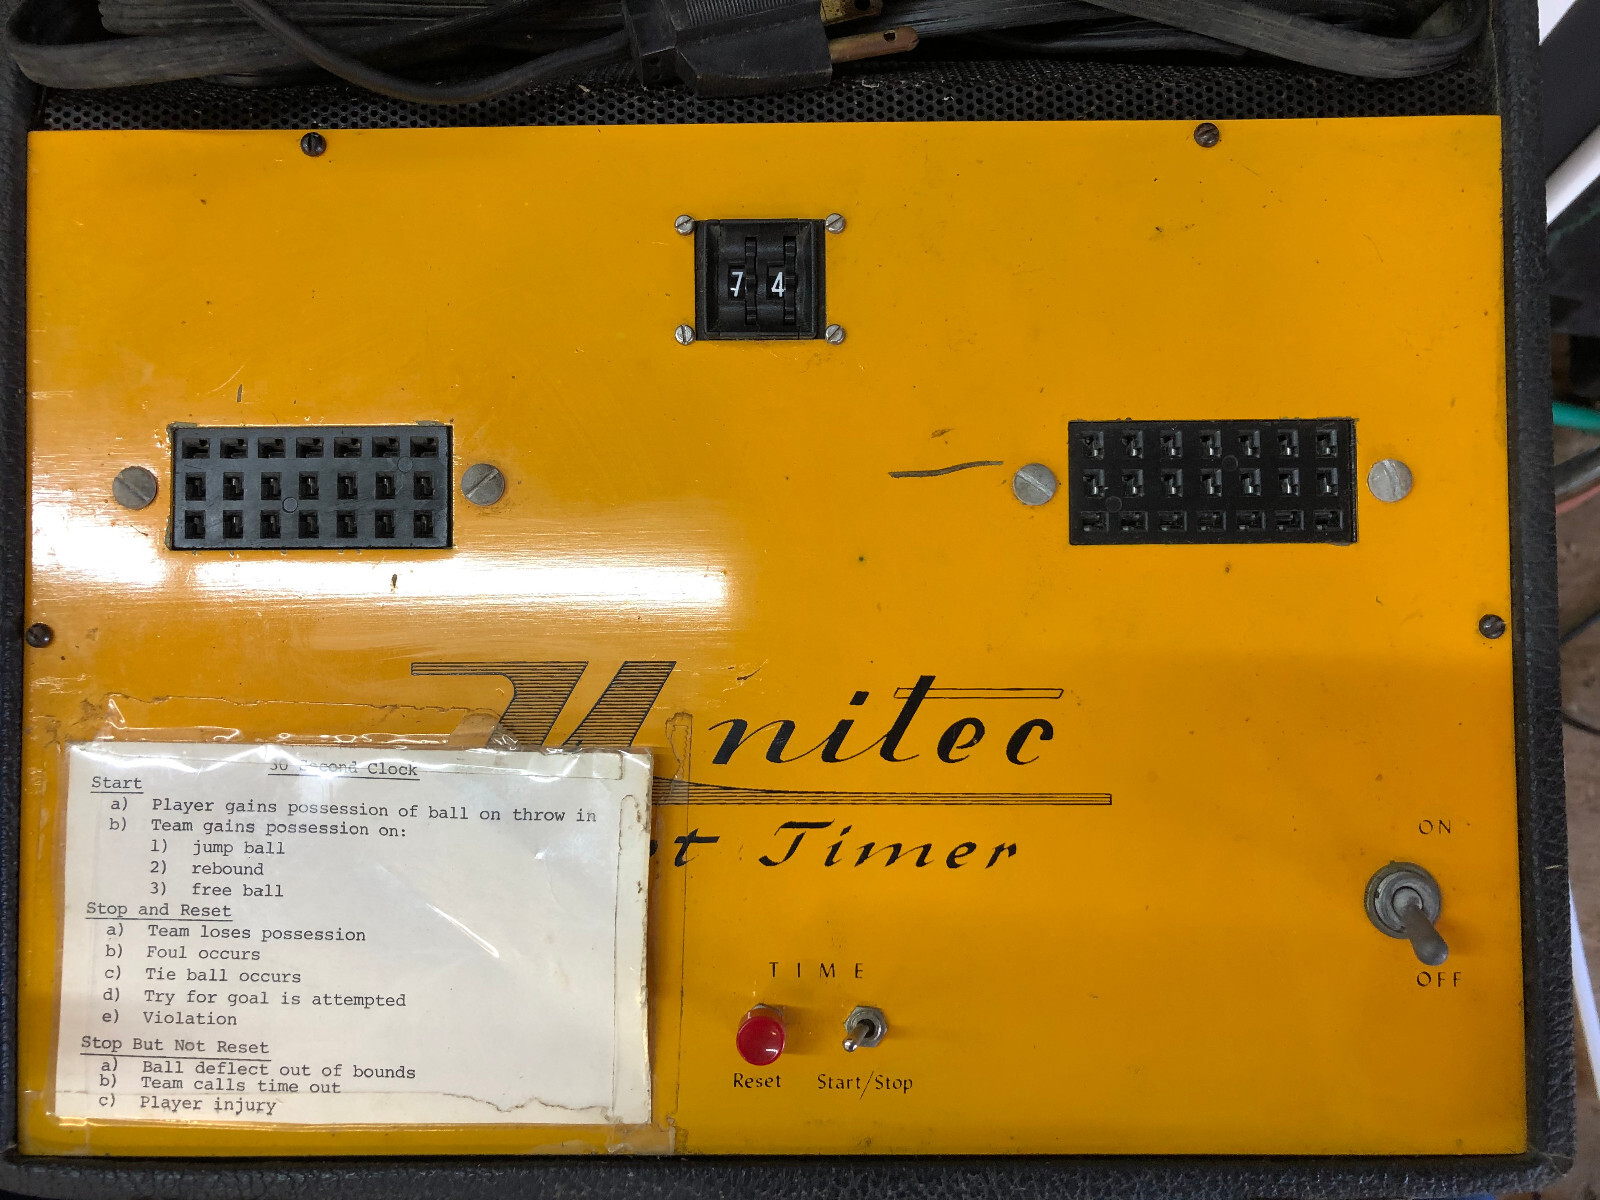 7 4
Unitec
Timer
30 Second Clock
Start
a) Player gains possession of ball on throw in
b) Team gains possession on:
1) jump ball
2) rebound
3) free ball
Stop and Reset
a) Team loses possession
b) Foul occurs
c) Tie ball occurs
d) Try for goal is attempted
e) Violation
Stop But Not Reset
a) Ball deflect out of bounds
b) Team calls time out
c) Player injury
TIME
Reset Start/Stop
ON
OFF